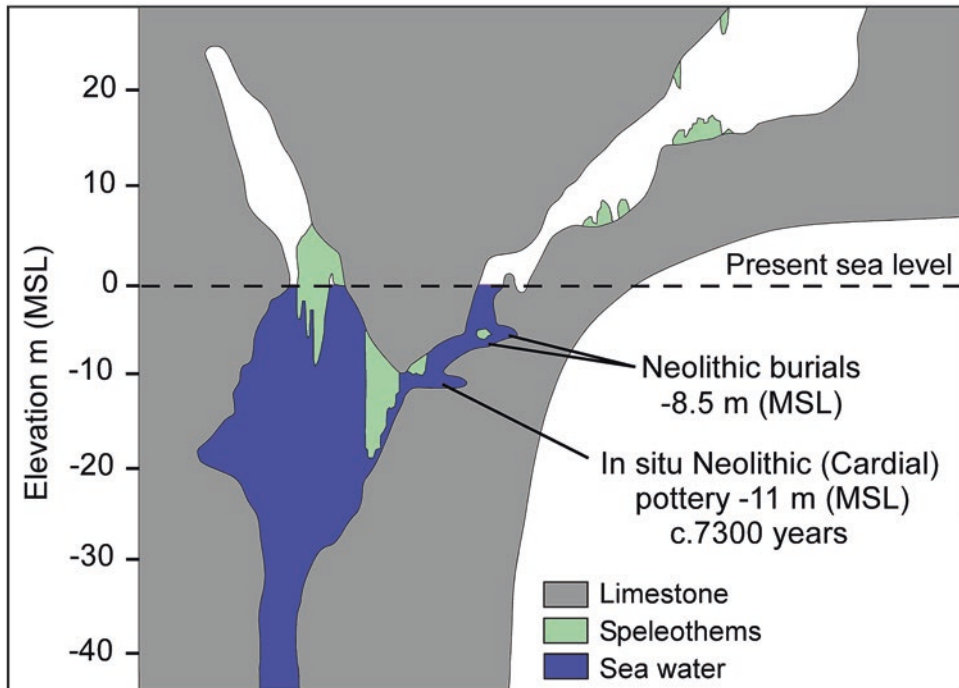 Elevation m (MSL)
20
10
0
-10
-20
-30
-40
Present sea level
Neolithic burials
-8.5 m (MSL)
In situ Neolithic (Cardial)
pottery -11 m (MSL)
c.7300 years
Limestone
Speleothems
Sea water